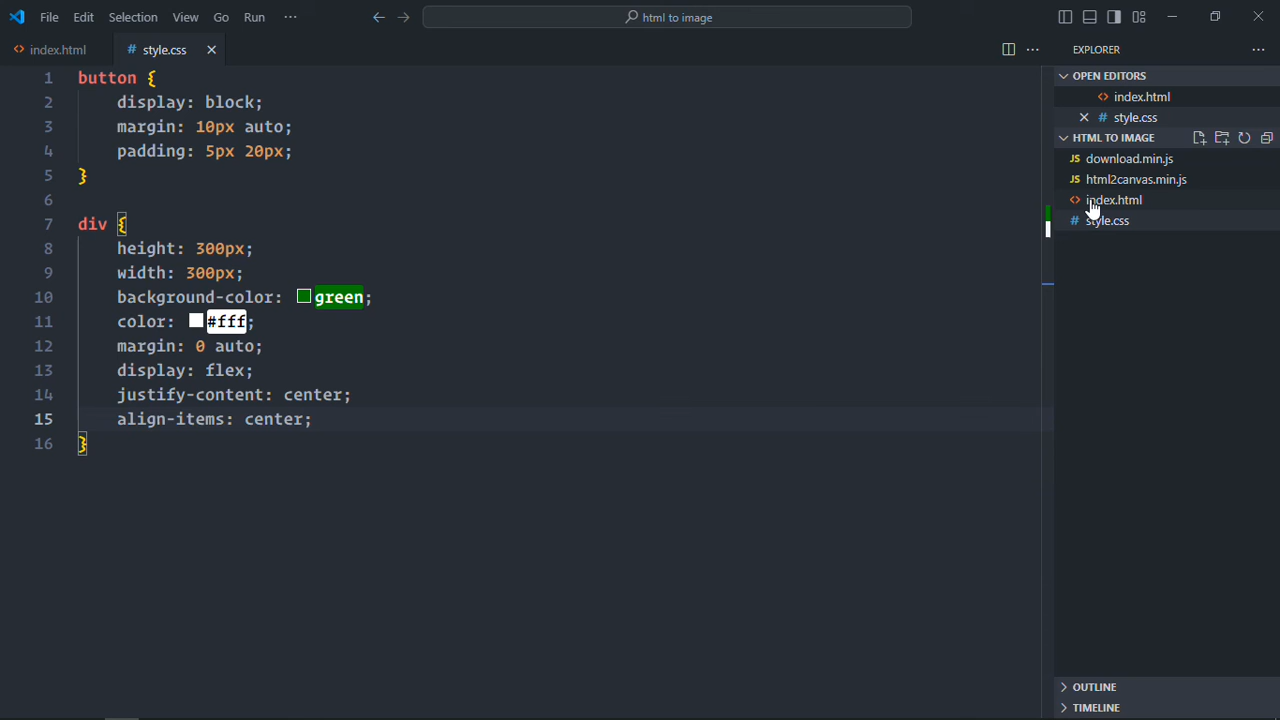 File Edit Selection View Go Run ··· html to image
index.html # style.css
1 button {
2 display: block;
3 margin: 10px auto;
4 padding: 5px 20px;
5 }
6
7 div {
8 height: 300px;
9 width: 300px;
10 background-color: green;
11 color: #fff;
12 margin: 0 auto;
13 display: flex;
14 justify-content: center;
15 align-items: center;
16 }
EXPLORER
OPEN EDITORS
index.html
# style.css
HTML TO IMAGE
JS download.min.js
JS html2canvas.min.js
index.html
# style.css
OUTLINE
TIMELINE